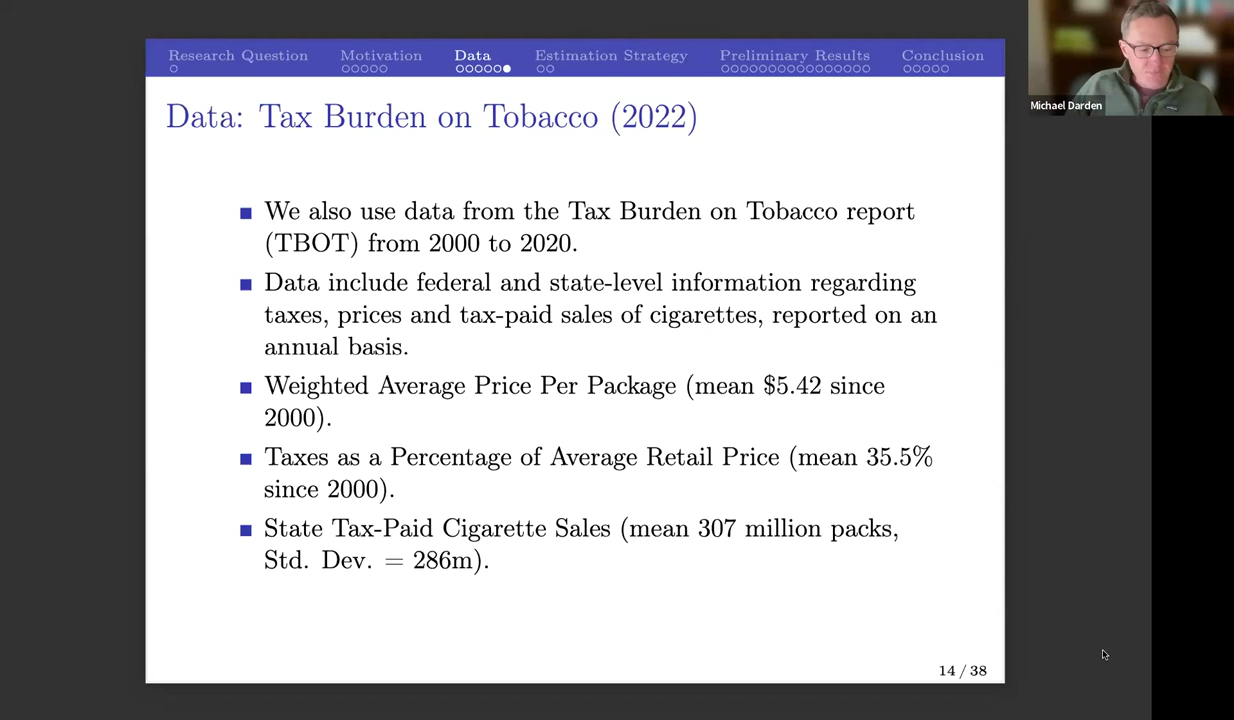 Research Question Motivation Data Estimation Strategy Preliminary Results Conclusion
Michael Darden
Data: Tax Burden on Tobacco (2022)
We also use data from the Tax Burden on Tobacco report
(TBOT) from 2000 to 2020.
Data include federal and state-level information regarding
taxes, prices and tax-paid sales of cigarettes, reported on an
annual basis.
Weighted Average Price Per Package (mean $5.42 since
2000).
Taxes as a Percentage of Average Retail Price (mean 35.5%
since 2000).
State Tax-Paid Cigarette Sales (mean 307 million packs,
Std. Dev. = 286m).
14 / 38